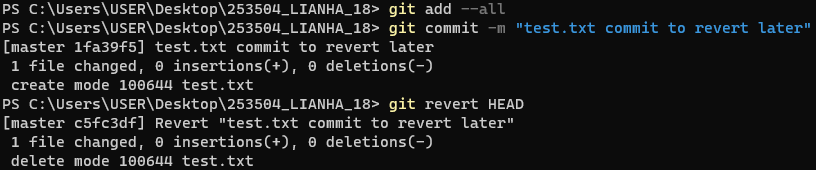 PS C:\Users\USER\Desktop\253504_LIANHA_18> git add --all
PS C:\Users\USER\Desktop\253504_LIANHA_18> git commit -m "test.txt commit to revert later"
[master 1fa39f5] test.txt commit to revert later
 1 file changed, 0 insertions(+), 0 deletions(-)
 create mode 100644 test.txt
PS C:\Users\USER\Desktop\253504_LIANHA_18> git revert HEAD
[master c5fc3df] Revert "test.txt commit to revert later"
 1 file changed, 0 insertions(+), 0 deletions(-)
 delete mode 100644 test.txt